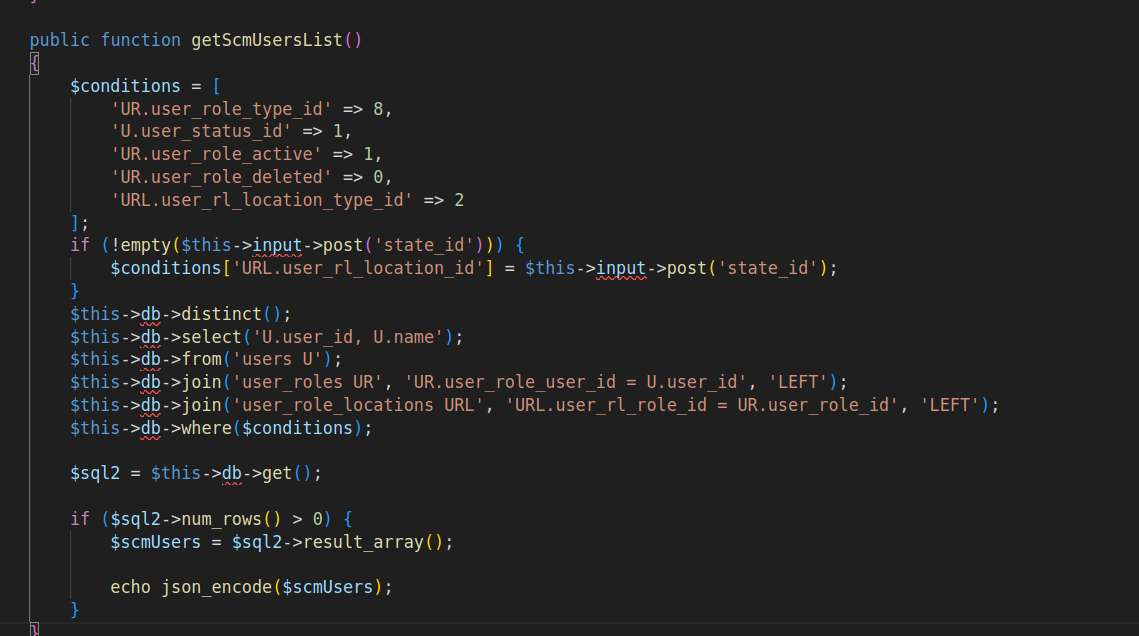 }
public function getScmUsersList()
{
    $conditions = [
        'UR.user_role_type_id' => 8,
        'U.user_status_id' => 1,
        'UR.user_role_active' => 1,
        'UR.user_role_deleted' => 0,
        'URL.user_rl_location_type_id' => 2
    ];
    if (!empty($this->input->post('state_id'))) {
        $conditions['URL.user_rl_location_id'] = $this->input->post('state_id');
    }
    $this->db->distinct();
    $this->db->select('U.user_id, U.name');
    $this->db->from('users U');
    $this->db->join('user_roles UR', 'UR.user_role_user_id = U.user_id', 'LEFT');
    $this->db->join('user_role_locations URL', 'URL.user_rl_role_id = UR.user_role_id', 'LEFT');
    $this->db->where($conditions);
    $sql2 = $this->db->get();
    if ($sql2->num_rows() > 0) {
        $scmUsers = $sql2->result_array();
        echo json_encode($scmUsers);
    }
}